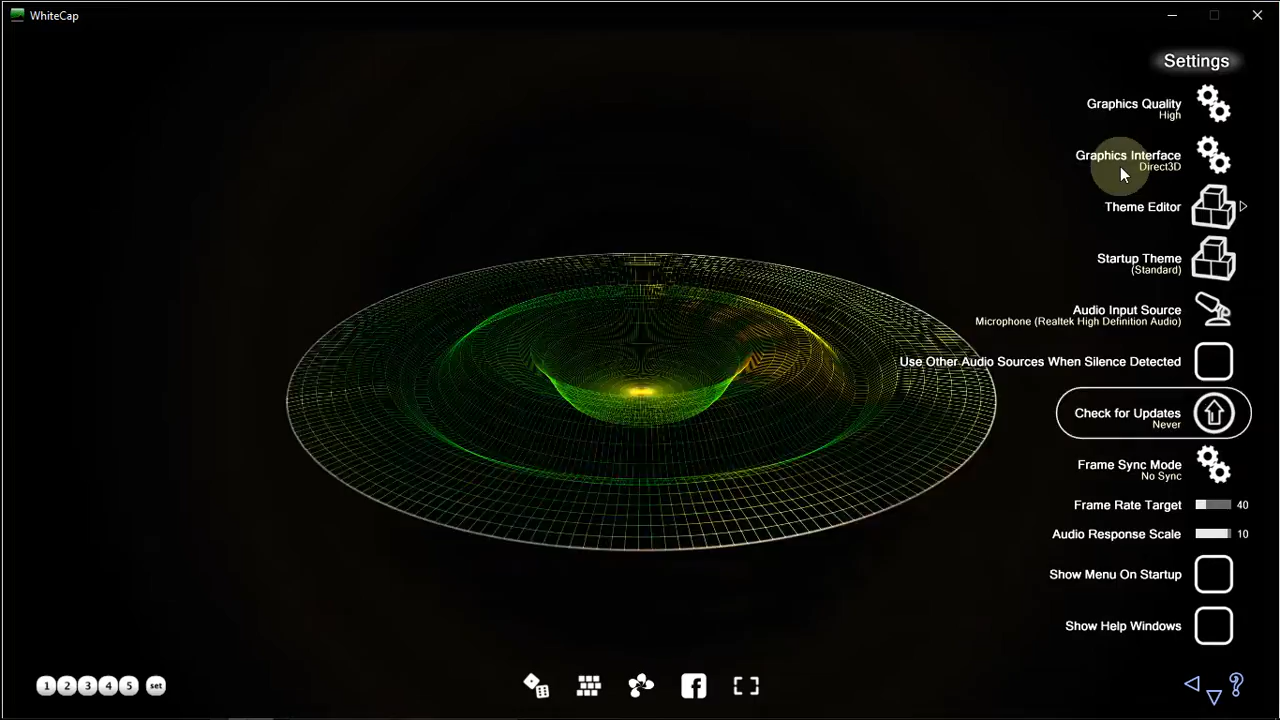 WhiteCap
Settings
Graphics Quality
High
Graphics Interface
Direct3D
Theme Editor
Startup Theme
(Standard)
Audio Input Source
Microphone (Realtek High Definition Audio)
Use Other Audio Sources When Silence Detected
Check for Updates
Never
Frame Sync Mode
No Sync
Frame Rate Target 40
Audio Response Scale 10
Show Menu On Startup
Show Help Windows
1 2 3 4 5 set f ?